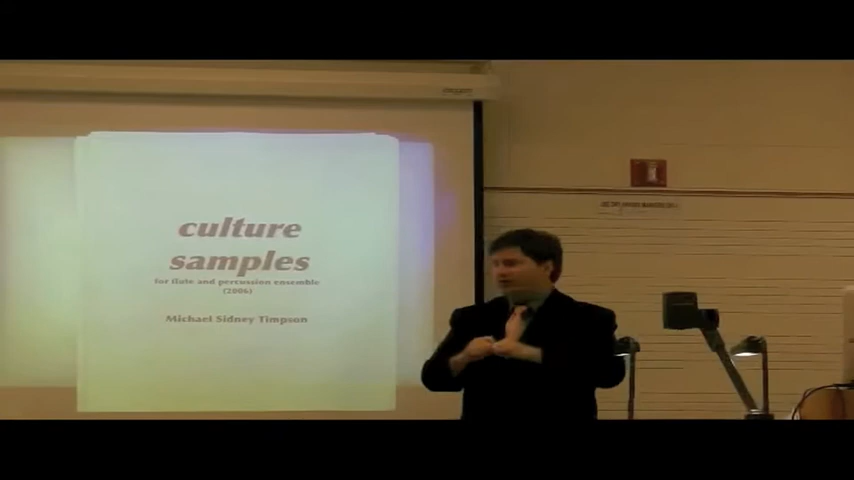 culture
samples
for flute and percussion ensemble
(2006)
Michael Sidney Timpson